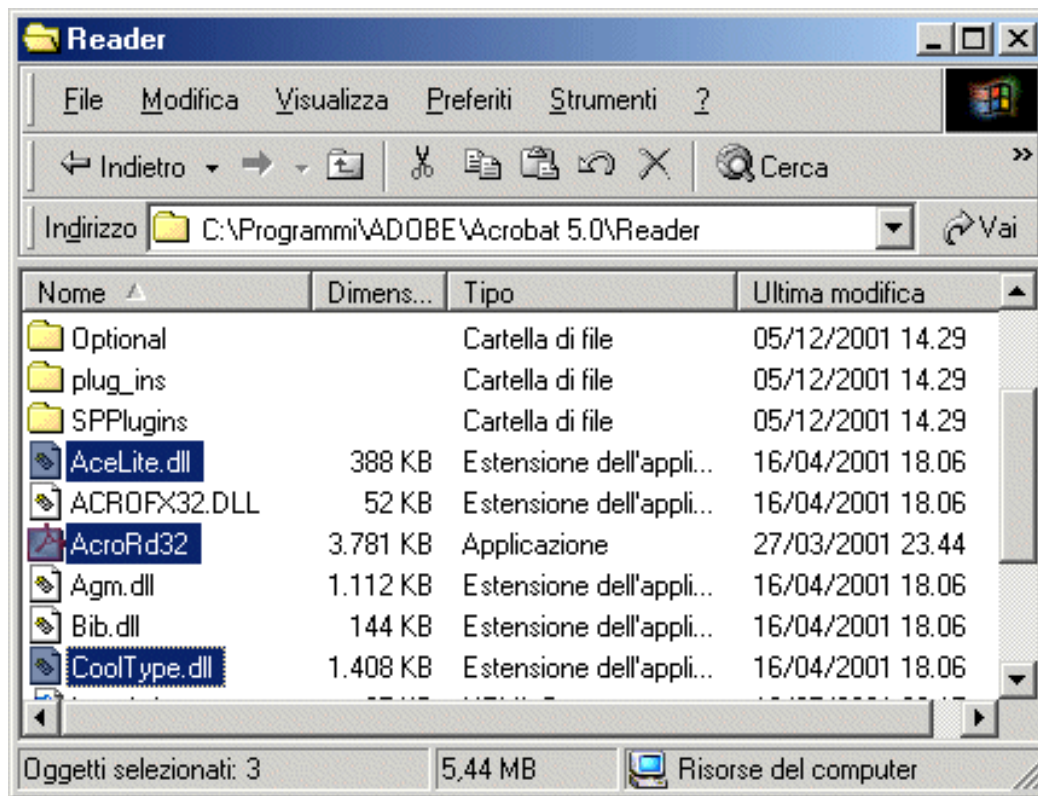 Reader
File Modifica Visualizza Preferiti Strumenti ?
Indietro Cerca »
Indirizzo C:\Programmi\ADOBE\Acrobat 5.0\Reader Vai
Nome Dimens... Tipo Ultima modifica
Optional Cartella di file 05/12/2001 14.29
plug_ins Cartella di file 05/12/2001 14.29
SPPlugins Cartella di file 05/12/2001 14.29
AceLite.dll 388 KB Estensione dell'appli... 16/04/2001 18.06
ACROFX32.DLL 52 KB Estensione dell'appli... 16/04/2001 18.06
AcroRd32 3.781 KB Applicazione 27/03/2001 23.44
Agm.dll 1.112 KB Estensione dell'appli... 16/04/2001 18.06
Bib.dll 144 KB Estensione dell'appli... 16/04/2001 18.06
CoolType.dll 1.408 KB Estensione dell'appli... 16/04/2001 18.06
Oggetti selezionati: 3 5,44 MB Risorse del computer